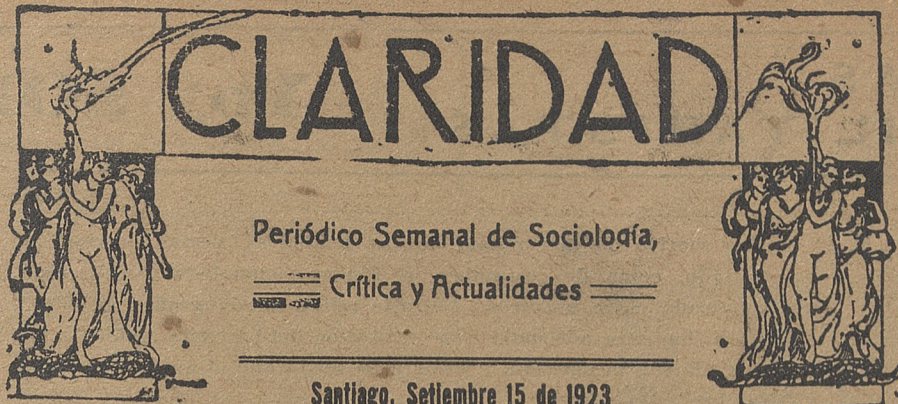 CLARIDAD
Periódico Semanal de Sociología,
Crítica y Actualidades
Santiago, Setiembre 15 de 1923